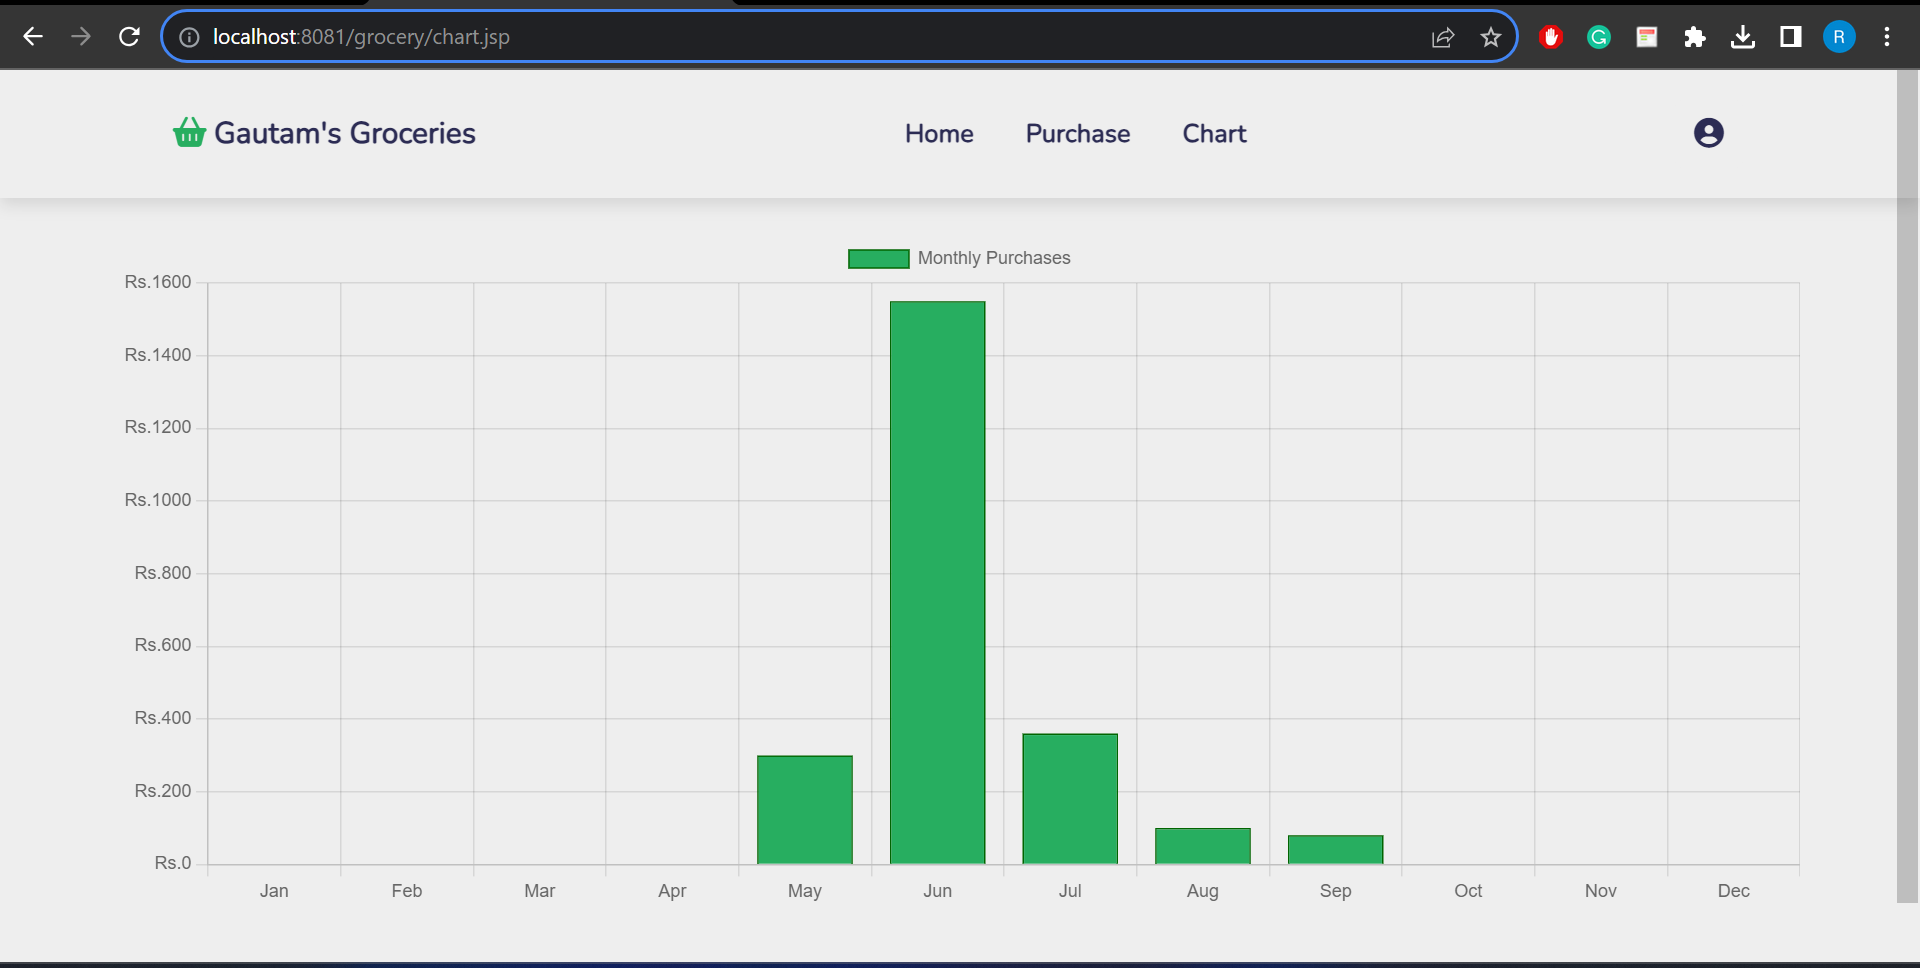 localhost:8081/grocery/chart.jsp
R
Gautam's Groceries
Home Purchase Chart
Monthly Purchases
Rs.1600
Rs.1400
Rs.1200
Rs.1000
Rs.800
Rs.600
Rs.400
Rs.200
Rs.0
Jan Feb Mar Apr May Jun Jul Aug Sep Oct Nov Dec